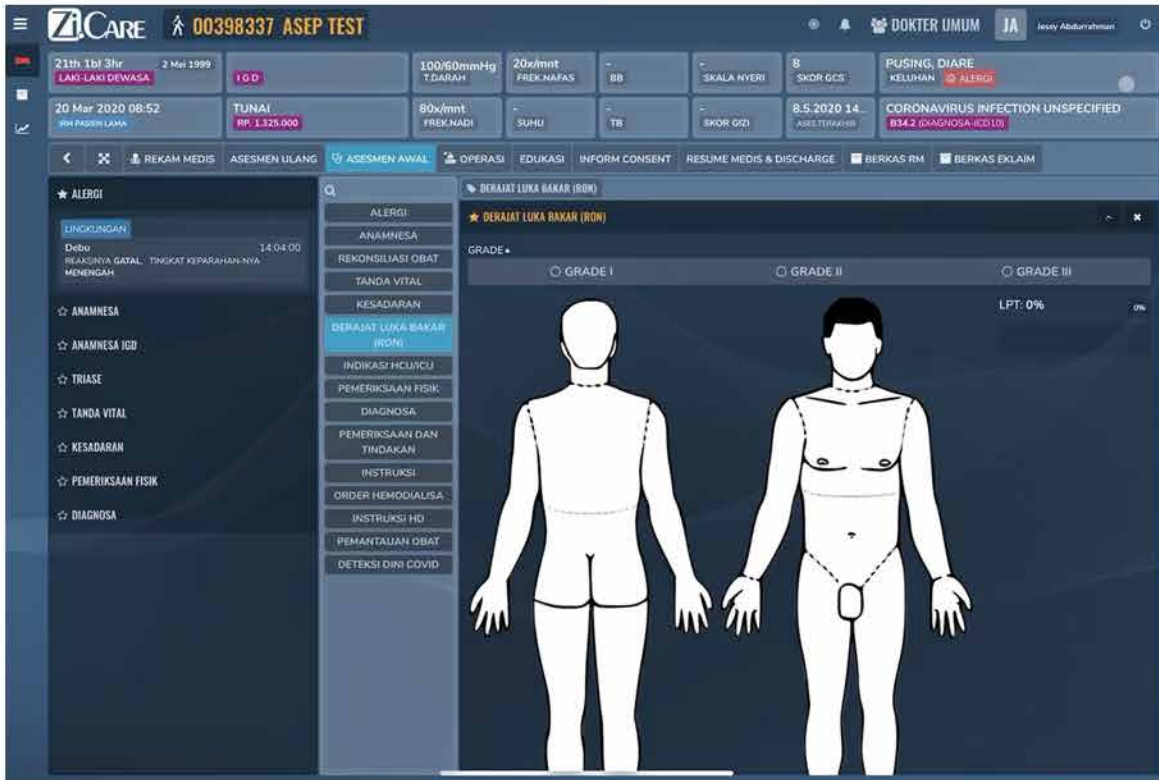 Zi.CARE 00398337 ASEP TEST DOKTER UMUM JA Jessy Abdurrahman
21th 1bl 3hr 2 Mei 1999
LAKI-LAKI DEWASA
IGD
100/60mmHg
T.DARAH
20x/mnt
FREK.NAFAS
-
BB
-
SKALA NYERI
8
SKOR GCS
PUSING, DIARE
KELUHAN ALERGI
20 Mar 2020 08:52
IRM PASIEN LAMA
TUNAI
RP. 1.325.000
80x/mnt
FREK.NADI
-
SUHU
-
TB
-
SKOR GIZI
8.5.2020 14...
ASES.TERAKHIR
CORONAVIRUS INFECTION UNSPECIFIED
B34.2 (DIAGNOSA-ICD10)
REKAM MEDIS ASESMEN ULANG ASESMEN AWAL OPERASI EDUKASI INFORM CONSENT RESUME MEDIS & DISCHARGE BERKAS RM BERKAS EKLAIM
ALERGI
LINGKUNGAN
Debu 14:04:00
REAKSINYA GATAL, TINGKAT KEPARAHAN-NYA
MENENGAH
ANAMNESA
ANAMNESA IGD
TRIASE
TANDA VITAL
KESADARAN
PEMERIKSAAN FISIK
DIAGNOSA
ALERGI
ANAMNESA
REKONSILIASI OBAT
TANDA VITAL
KESADARAN
DERAJAT LUKA BAKAR
(RON)
INDIKASI HCU/ICU
PEMERIKSAAN FISIK
DIAGNOSA
PEMERIKSAAN DAN
TINDAKAN
INSTRUKSI
ORDER HEMODIALISA
INSTRUKSI HD
PEMANTAUAN OBAT
DETEKSI DINI COVID
DERAJAT LUKA BAKAR (RON)
DERAJAT LUKA BAKAR (RON)
GRADE
GRADE I GRADE II GRADE III
LPT: 0% 0%